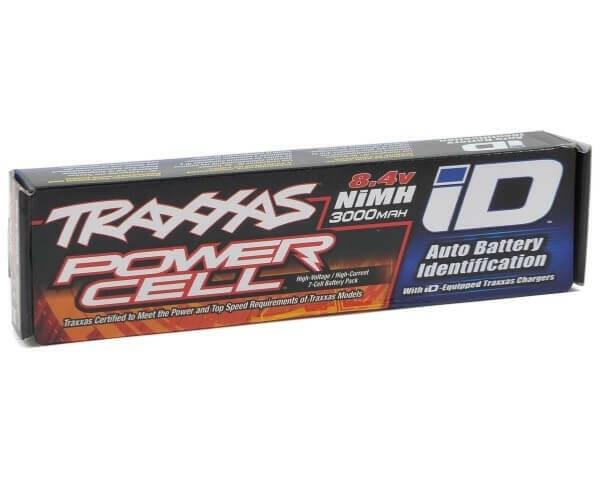 TRAXXAS
POWER
CELL
8.4v
NiMH
3000MAH
High-Voltage / High-Current
7-Cell Battery Pack
Traxxas Certified to Meet the Power and Top Speed Requirements of Traxxas Models
iD
Auto Battery
Identification
With iD-Equipped Traxxas Chargers